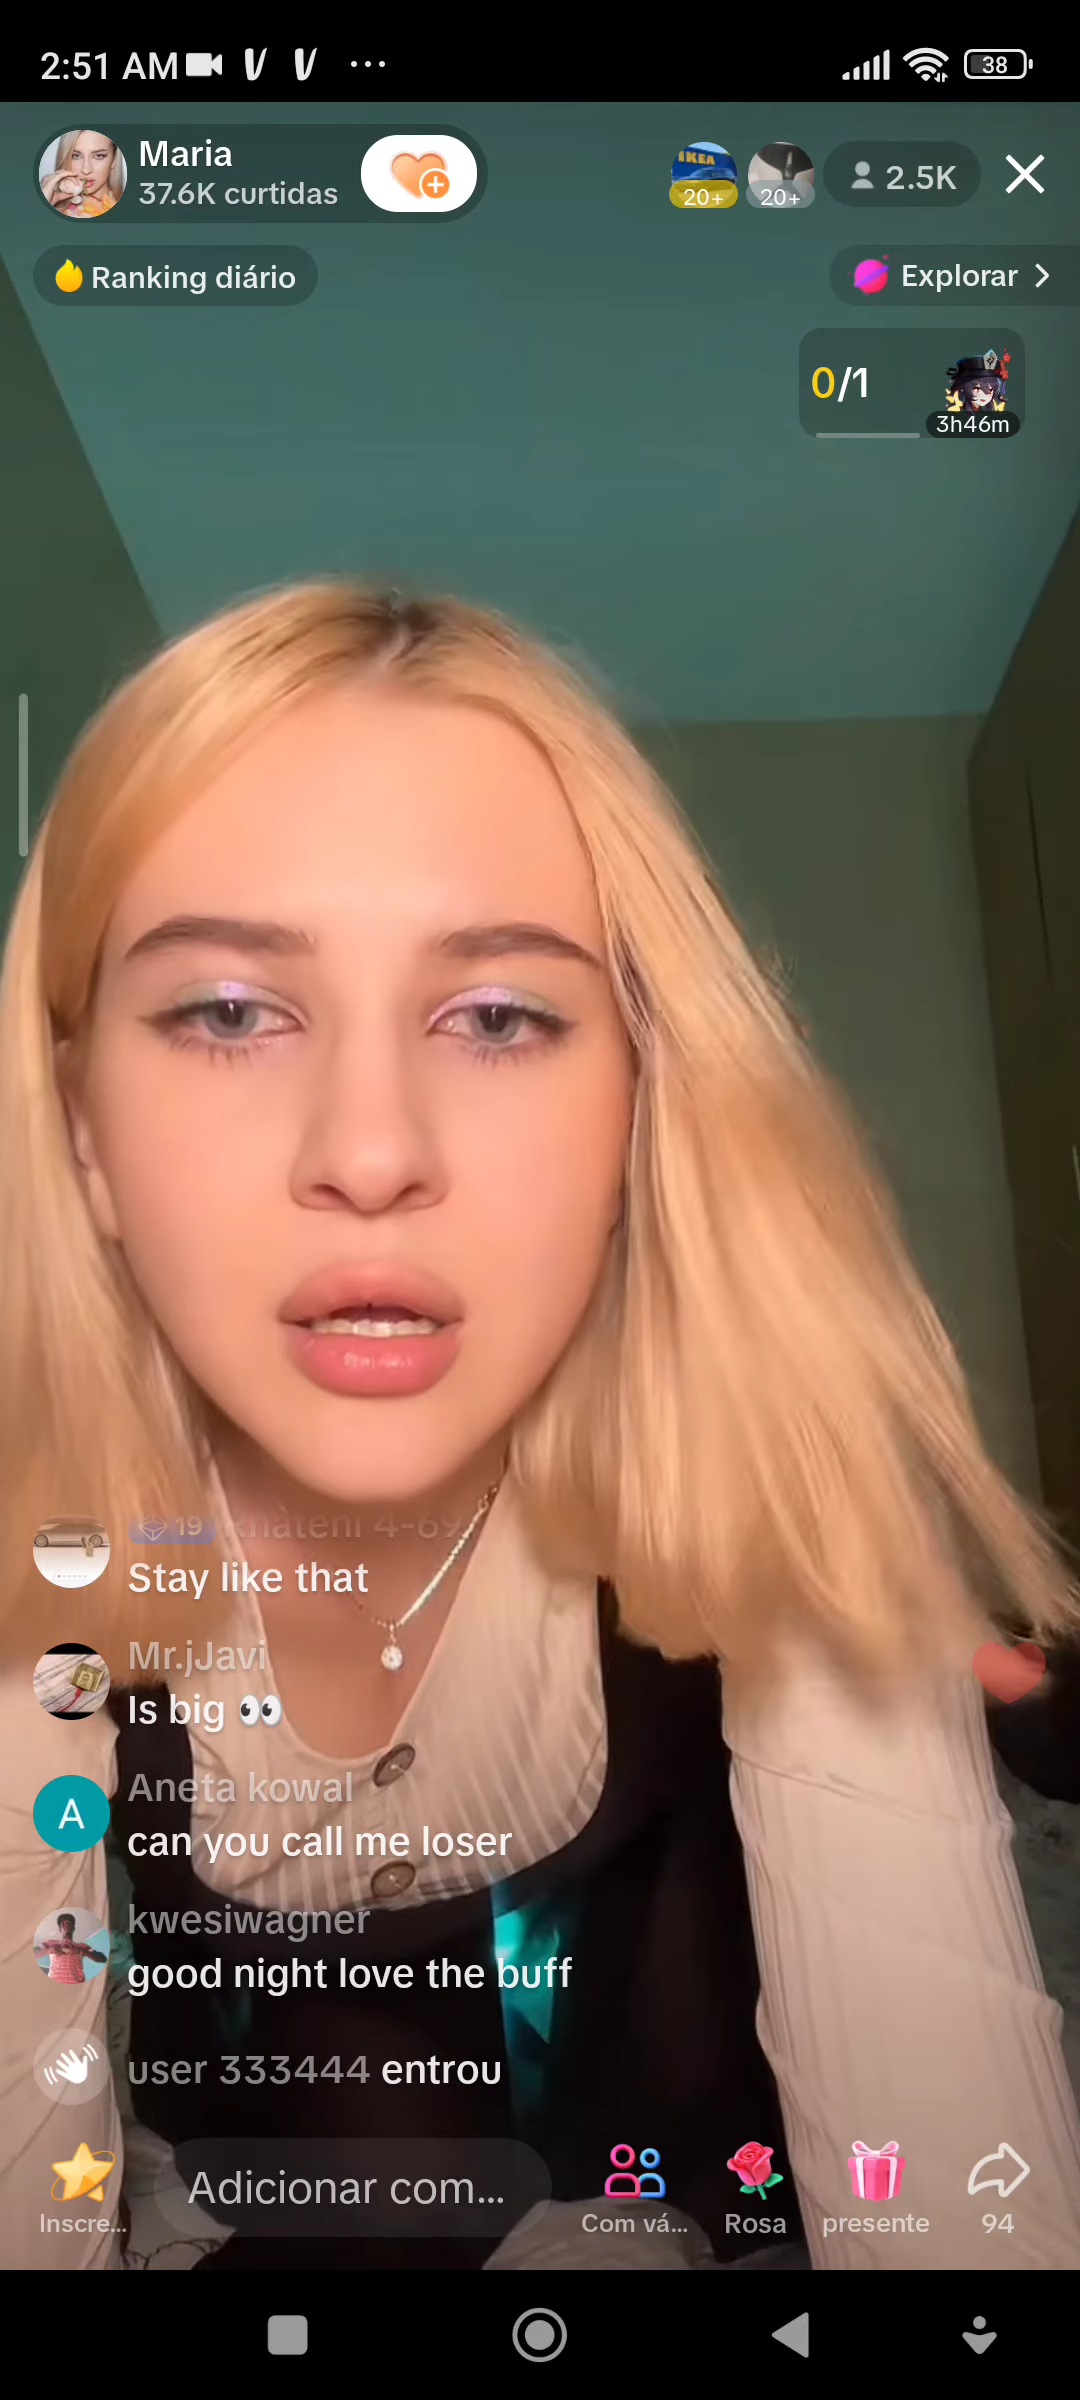 2:51 AM
38
Maria
37.6K curtidas
IKEA
20+
20+
2.5K
Ranking diário
Explorar
0/1
3h46m
19
Stay like that
Mr.jJavi
Is big 👀
A
Aneta kowal
can you call me loser
kwesiwagner
good night love the buff
user 333444 entrou
Adicionar com...
Inscre...
Com vá...
Rosa
presente
94